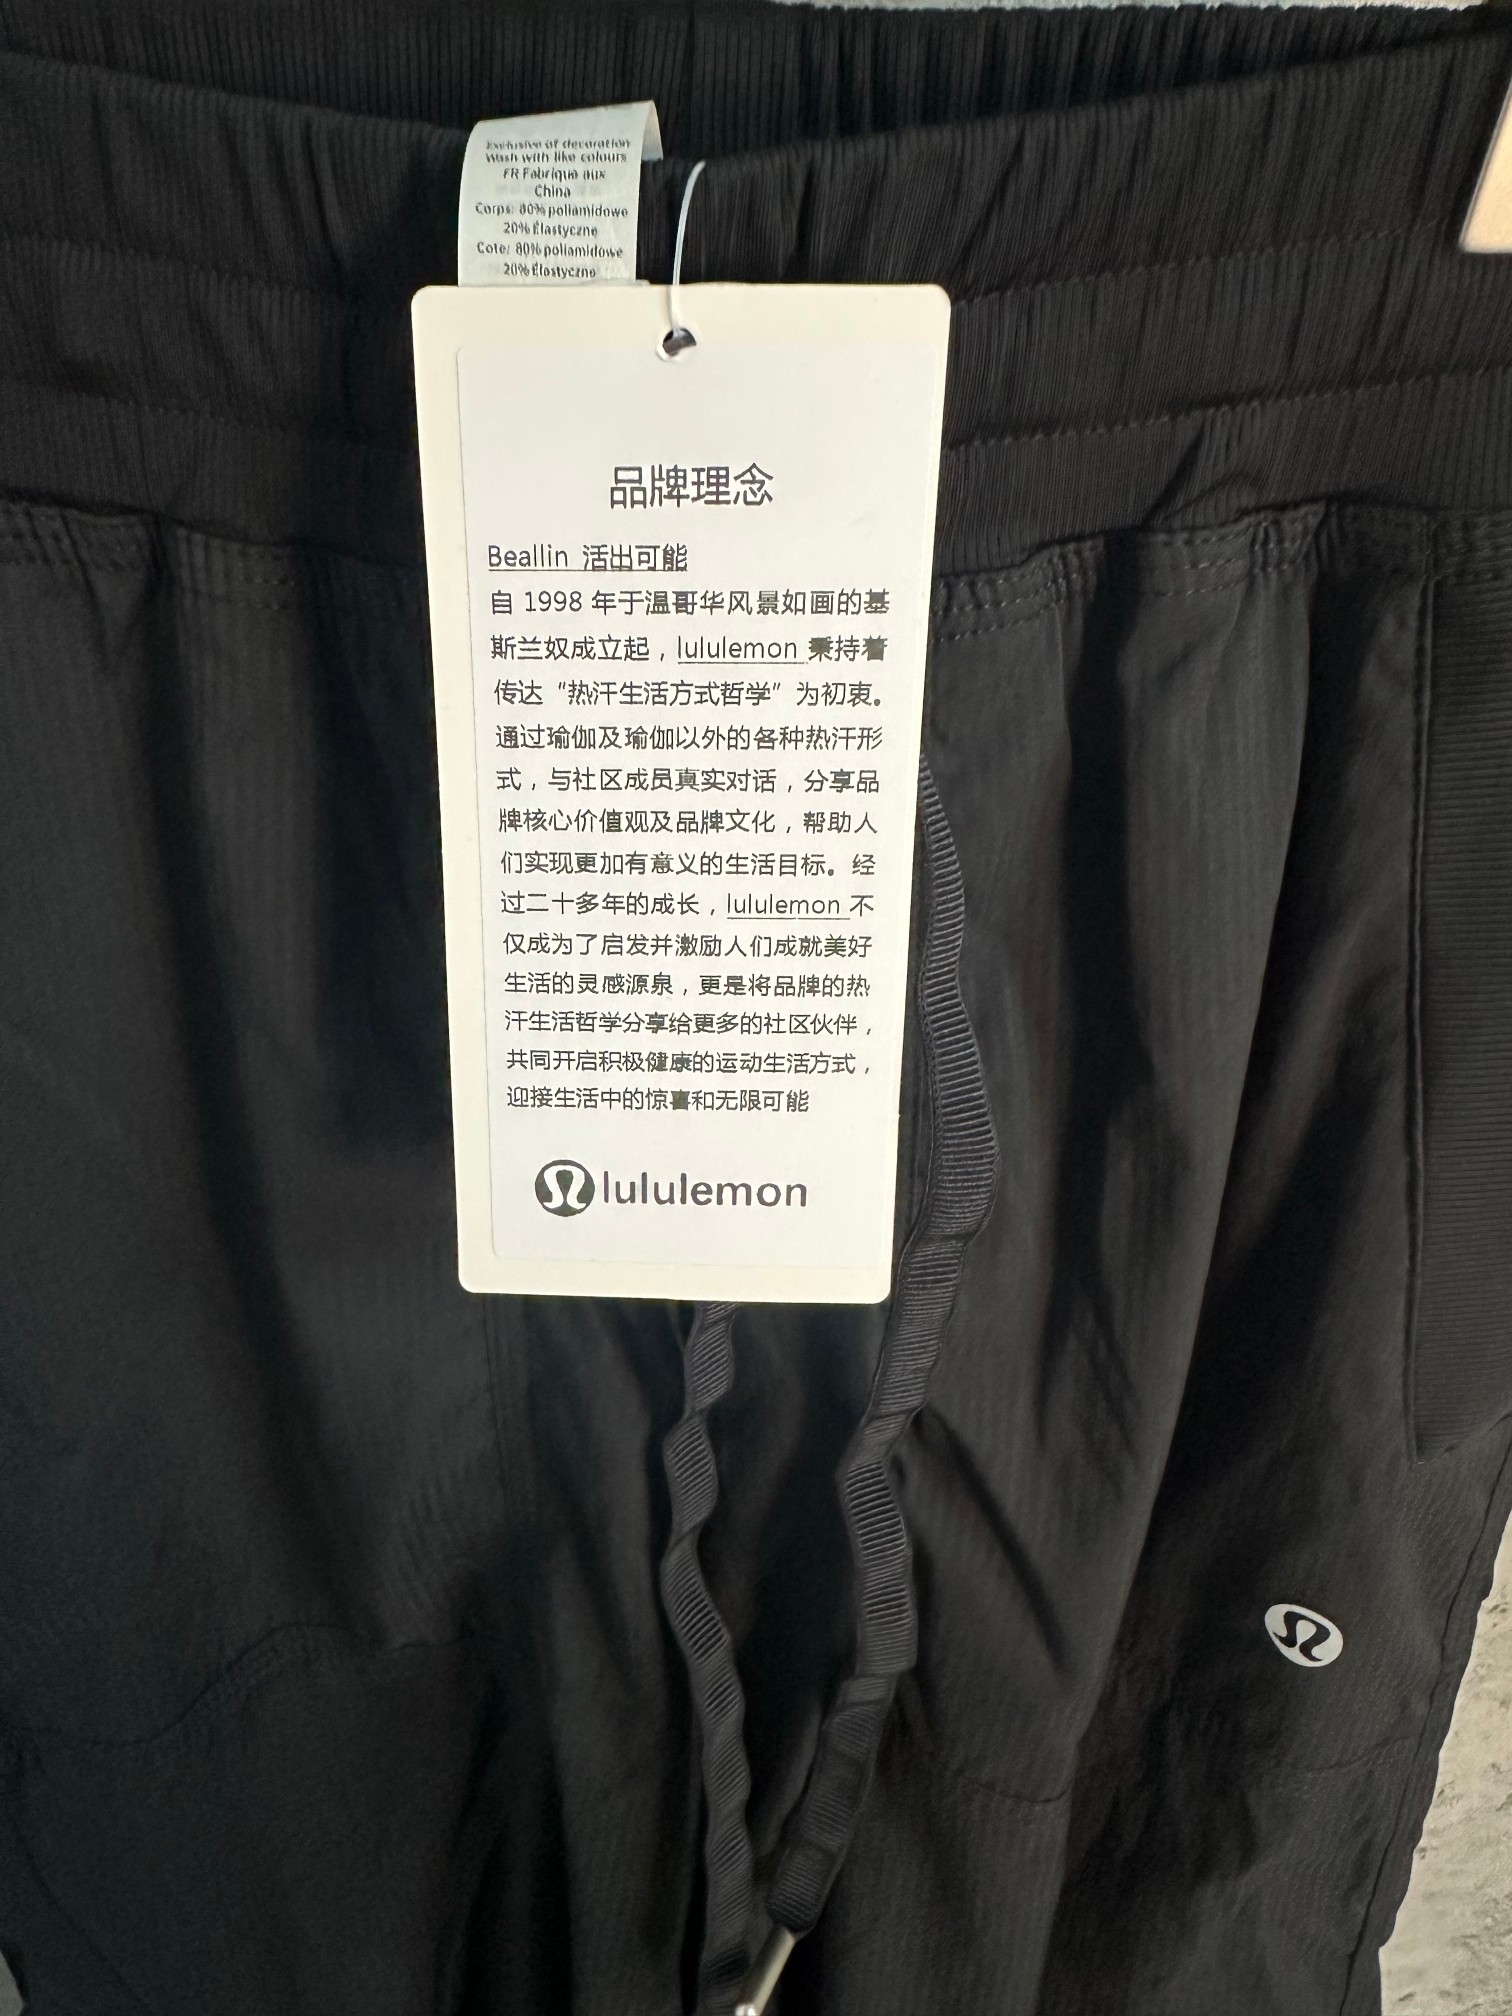 Exclusive of decoration
Wash with like colours
FR Fabrique aux
China
Corps: 80% poliamidowe
20% Élastyczne
Cote: 80% poliamidowe
20% Élastyczne
品牌理念
Beallin 活出可能
自 1998 年于温哥华风景如画的基
斯兰奴成立起，lululemon 秉持着
传达“热汗生活方式哲学”为初衷。
通过瑜伽及瑜伽以外的各种热汗形
式，与社区成员真实对话，分享品
牌核心价值观及品牌文化，帮助人
们实现更加有意义的生活目标。经
过二十多年的成长，lululemon 不
仅成为了启发并激励人们成就美好
生活的灵感源泉，更是将品牌的热
汗生活哲学分享给更多的社区伙伴，
共同开启积极健康的运动生活方式，
迎接生活中的惊喜和无限可能
lululemon